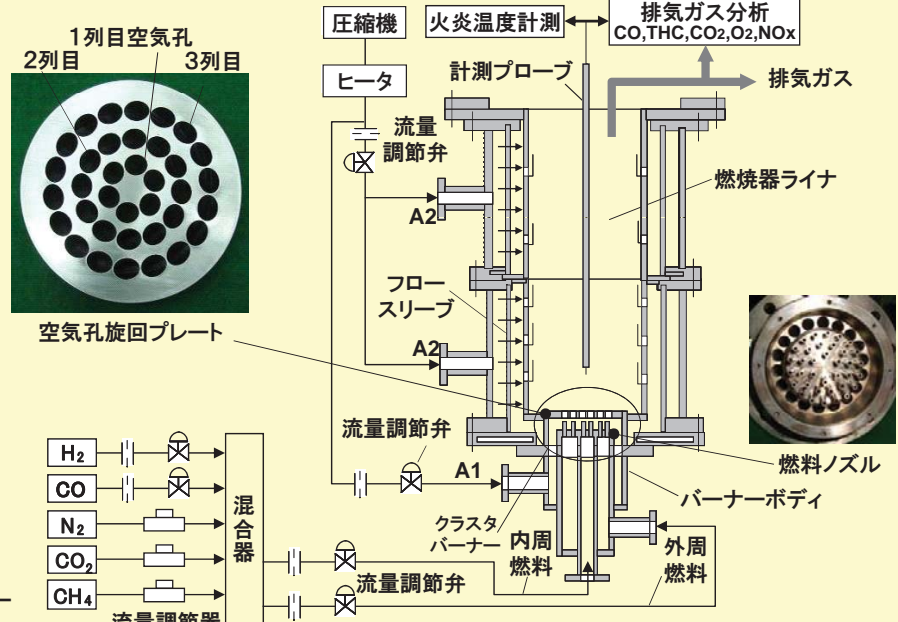 圧縮機
火炎温度計測
排気ガス分析
CO,THC,CO2,O2,NOx
1列目空気孔
2列目
3列目
ヒータ
計測プローブ
排気ガス
流量
調節弁
燃焼器ライナ
A2
フロー
スリーブ
空気孔旋回プレート
A2
流量調節弁
A1
燃料ノズル
バーナーボディ
クラスタ
バーナー
内周
燃料
外周
燃料
H₂
CO
N₂
CO₂
CH₄
混合器
流量調節弁
流量調節器